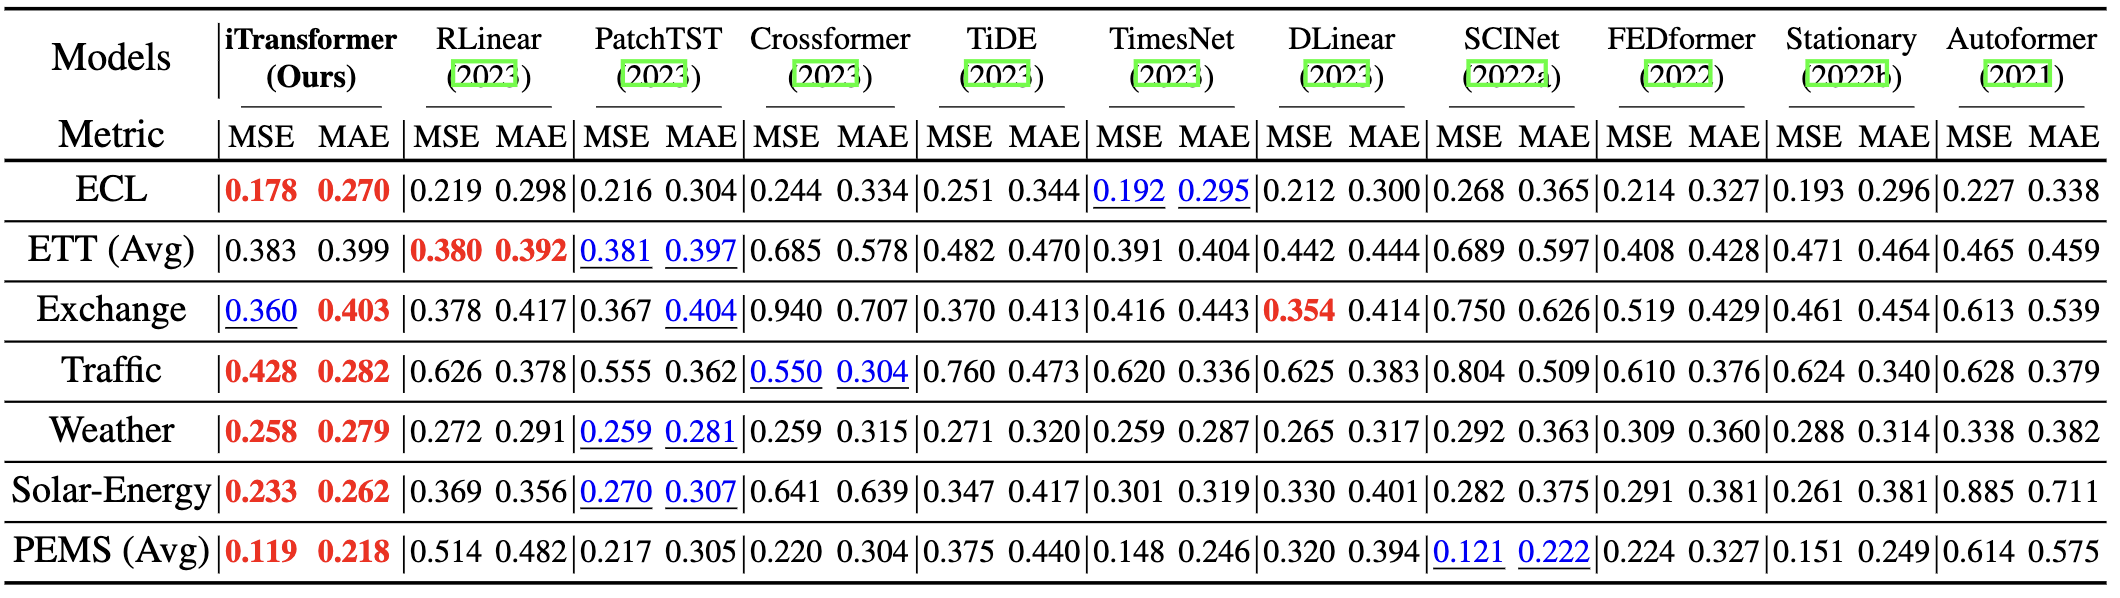 Models iTransformer (Ours) RLinear (2023) PatchTST (2023) Crossformer (2023) TiDE (2023) TimesNet (2023) DLinear (2023) SCINet (2022a) FEDformer (2022) Stationary (2022b) Autoformer (2021)
Metric MSE MAE MSE MAE MSE MAE MSE MAE MSE MAE MSE MAE MSE MAE MSE MAE MSE MAE MSE MAE MSE MAE
ECL 0.178 0.270 0.219 0.298 0.216 0.304 0.244 0.334 0.251 0.344 0.192 0.295 0.212 0.300 0.268 0.365 0.214 0.327 0.193 0.296 0.227 0.338
ETT (Avg) 0.383 0.399 0.380 0.392 0.381 0.397 0.685 0.578 0.482 0.470 0.391 0.404 0.442 0.444 0.689 0.597 0.408 0.428 0.471 0.464 0.465 0.459
Exchange 0.360 0.403 0.378 0.417 0.367 0.404 0.940 0.707 0.370 0.413 0.416 0.443 0.354 0.414 0.750 0.626 0.519 0.429 0.461 0.454 0.613 0.539
Traffic 0.428 0.282 0.626 0.378 0.555 0.362 0.550 0.304 0.760 0.473 0.620 0.336 0.625 0.383 0.804 0.509 0.610 0.376 0.624 0.340 0.628 0.379
Weather 0.258 0.279 0.272 0.291 0.259 0.281 0.259 0.315 0.271 0.320 0.259 0.287 0.265 0.317 0.292 0.363 0.309 0.360 0.288 0.314 0.338 0.382
Solar-Energy 0.233 0.262 0.369 0.356 0.270 0.307 0.641 0.639 0.347 0.417 0.301 0.319 0.330 0.401 0.282 0.375 0.291 0.381 0.261 0.381 0.885 0.711
PEMS (Avg) 0.119 0.218 0.514 0.482 0.217 0.305 0.220 0.304 0.375 0.440 0.148 0.246 0.320 0.394 0.121 0.222 0.224 0.327 0.151 0.249 0.614 0.575